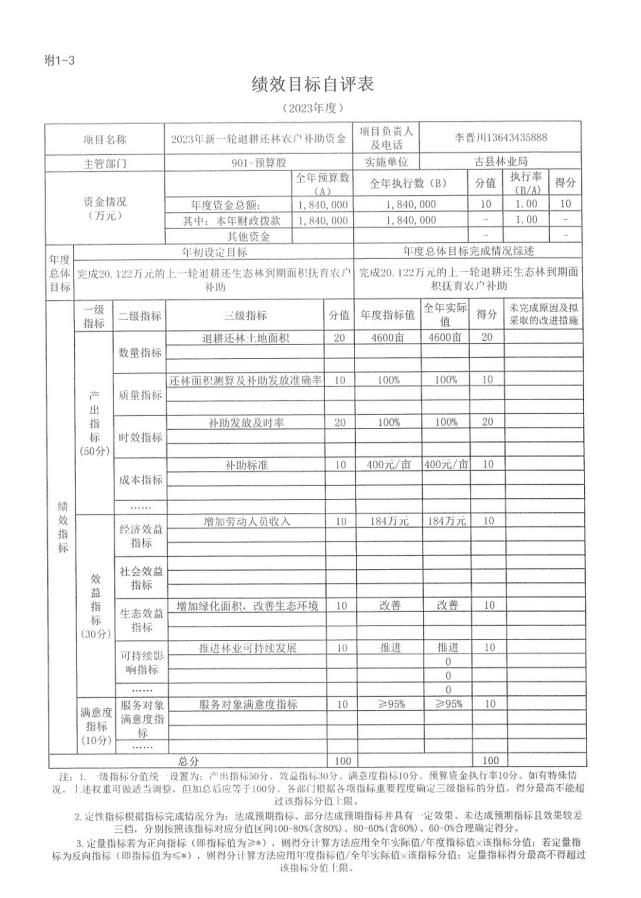 附1-3
绩效目标自评表
（2023年度）
项目名称 2023年新一轮退耕还林农户补助资金 项目负责人及电话 李晋川13643435888
主管部门 901-预算股 实施单位 古县林业局
资金情况（万元） 全年预算数（A） 全年执行数（B） 分值 执行率（B/A) 得分
年度资金总额: 1,840,000 1,840,000 10 1.00 10
其中：本年财政拨款 1,840,000 1,840,000 - 1.00 -
其他资金 - -
年度总体目标 年初设定目标 年度总体目标完成情况综述
完成20.122万元的上一轮退耕还生态林到期面积抚育农户补助 完成20.122万元的上一轮退耕还生态林到期面积抚育农户补助
绩效指标 一级指标 二级指标 三级指标 分值 年度指标值 全年实际值 得分 未完成原因及拟采取的改进措施
产出指标(50分) 数量指标 退耕还林土地面积 20 4600亩 4600亩 20
质量指标 还林面积测算及补助发放准确率 10 100% 100% 10
时效指标 补助发放及时率 20 100% 100% 20
成本指标 补助标准 10 400元/亩 400元/亩 10
……
效益指标(30分) 经济效益指标 增加劳动人员收入 10 184万元 184万元 10
社会效益指标
生态效益指标 增加绿化面积，改善生态环境 10 改善 改善 10
可持续影响指标 推进林业可持续发展 10 推进 推进 10
0
0
…… 0
满意度指标(10分) 服务对象满意度指标 服务对象满意度指标 10 ≥95% ≥95% 10
……
总分 100 100
注：1.一级指标分值统一设置为：产出指标50分、效益指标30分、满意度指标10分、预算资金执行率10分。如有特殊情
况，上述权重可做适当调整，但加总后应等于100分。各部门根据各项指标重要程度确定三级指标的分值，得分最高不能超
过该指标分值上限。
2.定性指标根据指标完成情况分为：达成预期指标、部分达成预期指标并具有一定效果、未达成预期指标且效果较差
三档，分别按照该指标对应分值区间100-80%(含80%)、80-60%(含60%)、60-0%合理确定得分。
3.定量指标若为正向指标（即指标值为≥*），则得分计算方法应用全年实际值/年度指标值×该指标分值；若定量指
标为反向指标（即指标值为≤*），则得分计算方法应用年度指标值/全年实际值×该指标分值；定量指标得分最高不得超过
该指标分值上限。